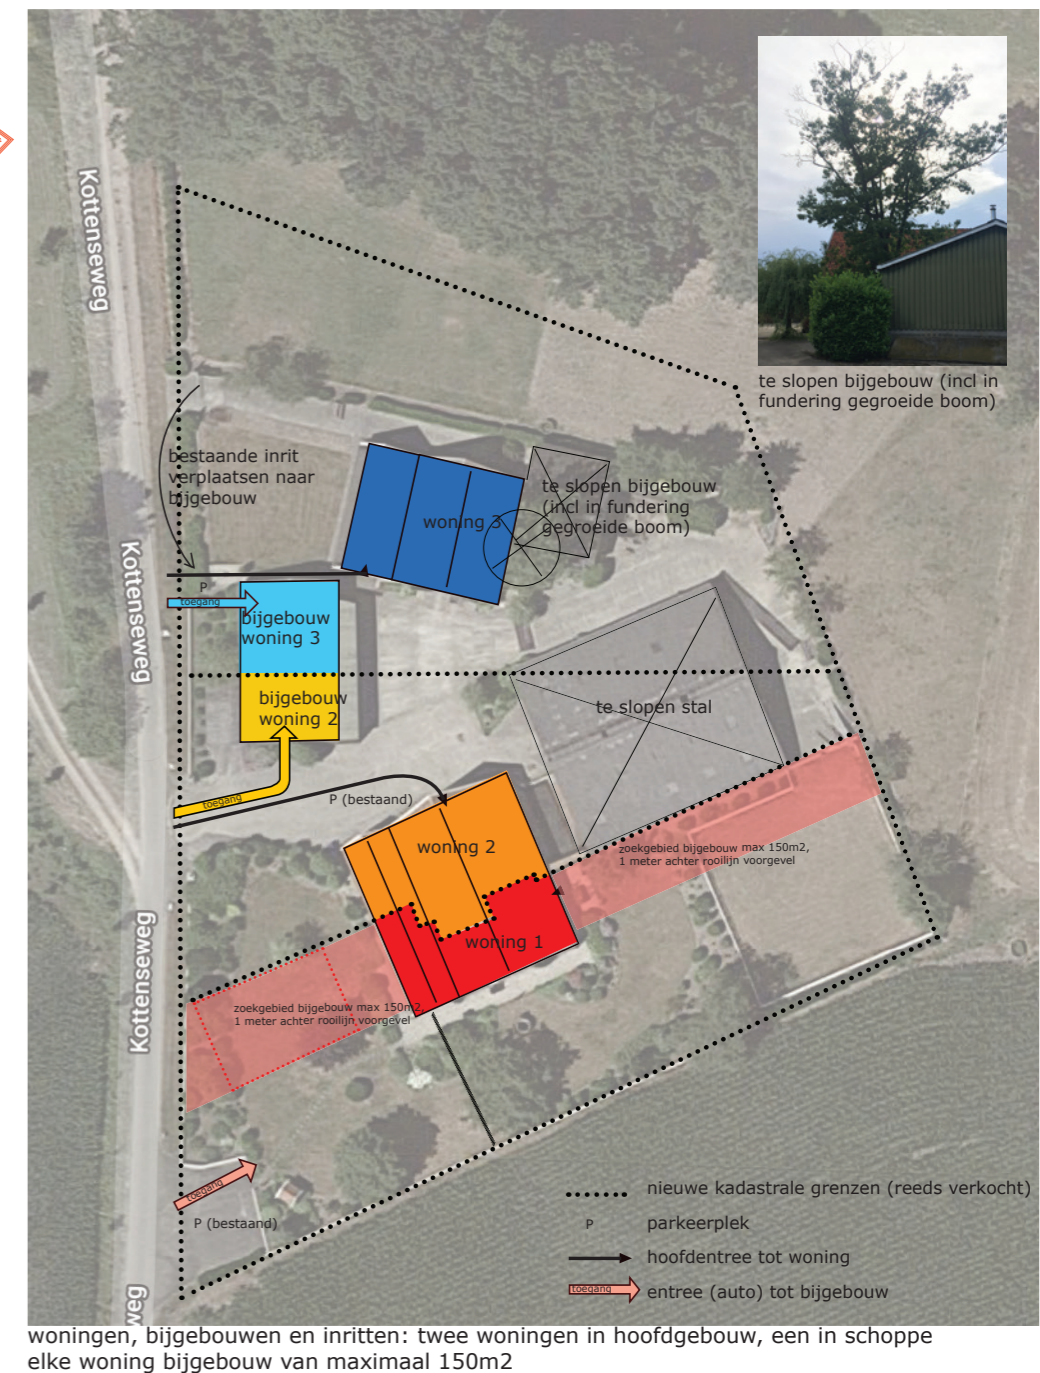 Kottenseweg
te slopen bijgebouw (incl in
fundering gegroeide boom)
bestaande inrit
verplaatsen naar
bijgebouw
te slopen bijgebouw
(incl in fundering
gegroeide boom)
woning 3
Kottenseweg
P
toegang
bijgebouw
woning 3
bijgebouw
woning 2
te slopen stal
toegang
P (bestaand)
woning 2
zoekgebied bijgebouw max 150m2,
1 meter achter rooilijn voorgevel
woning 1
Kottenseweg
zoekgebied bijgebouw max 150m2,
1 meter achter rooilijn voorgevel
toegang
P (bestaand)
nieuwe kadastrale grenzen (reeds verkocht)
P parkeerplek
hoofdentree tot woning
toegang entree (auto) tot bijgebouw
weg
woningen, bijgebouwen en inritten: twee woningen in hoofdgebouw, een in schoppe
elke woning bijgebouw van maximaal 150m2